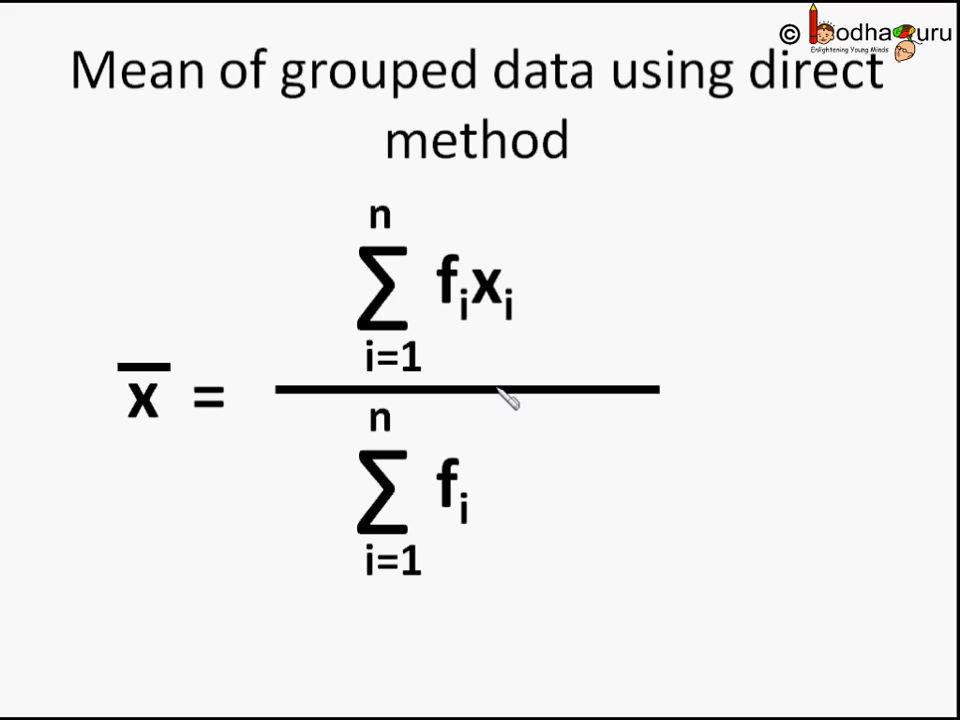 © BodhaGuru
Enlightening Young Minds
Mean of grouped data using direct
method
n
∑ fᵢxᵢ
i=1
x̅ =
n
∑ fᵢ
i=1